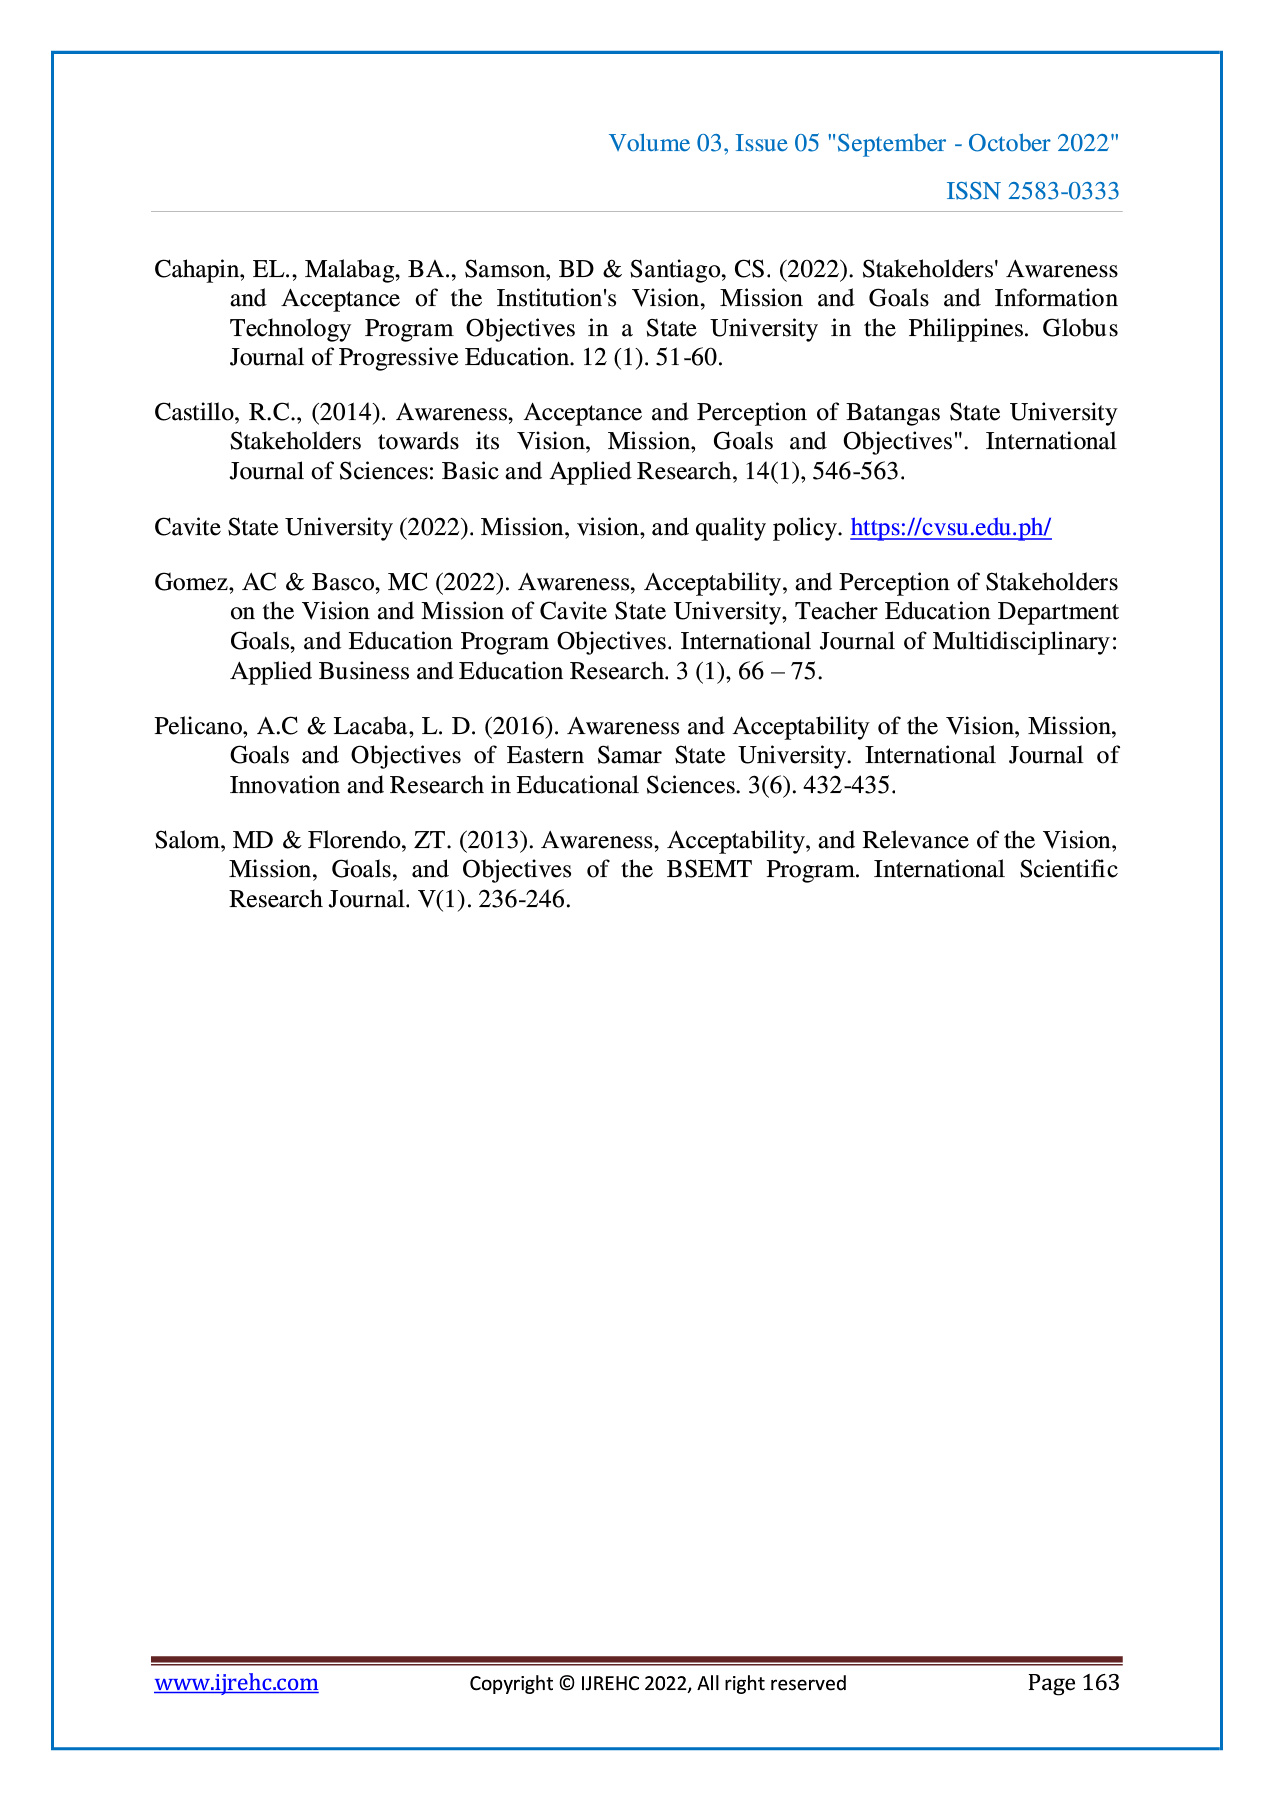 Volume 03, Issue 05 "September - October 2022"
ISSN 2583-0333
Cahapin, EL., Malabag, BA., Samson, BD & Santiago, CS. (2022). Stakeholders' Awareness
and Acceptance of the Institution's Vision, Mission and Goals and Information
Technology Program Objectives in a State University in the Philippines. Globus
Journal of Progressive Education. 12 (1). 51-60.
Castillo, R.C., (2014). Awareness, Acceptance and Perception of Batangas State University
Stakeholders towards its Vision, Mission, Goals and Objectives". International
Journal of Sciences: Basic and Applied Research, 14(1), 546-563.
Cavite State University (2022). Mission, vision, and quality policy. https://cvsu.edu.ph/
Gomez, AC & Basco, MC (2022). Awareness, Acceptability, and Perception of Stakeholders
on the Vision and Mission of Cavite State University, Teacher Education Department
Goals, and Education Program Objectives. International Journal of Multidisciplinary:
Applied Business and Education Research. 3 (1), 66 – 75.
Pelicano, A.C & Lacaba, L. D. (2016). Awareness and Acceptability of the Vision, Mission,
Goals and Objectives of Eastern Samar State University. International Journal of
Innovation and Research in Educational Sciences. 3(6). 432-435.
Salom, MD & Florendo, ZT. (2013). Awareness, Acceptability, and Relevance of the Vision,
Mission, Goals, and Objectives of the BSEMT Program. International Scientific
Research Journal. V(1). 236-246.
www.ijrehc.com Copyright © IJREHC 2022, All right reserved Page 163